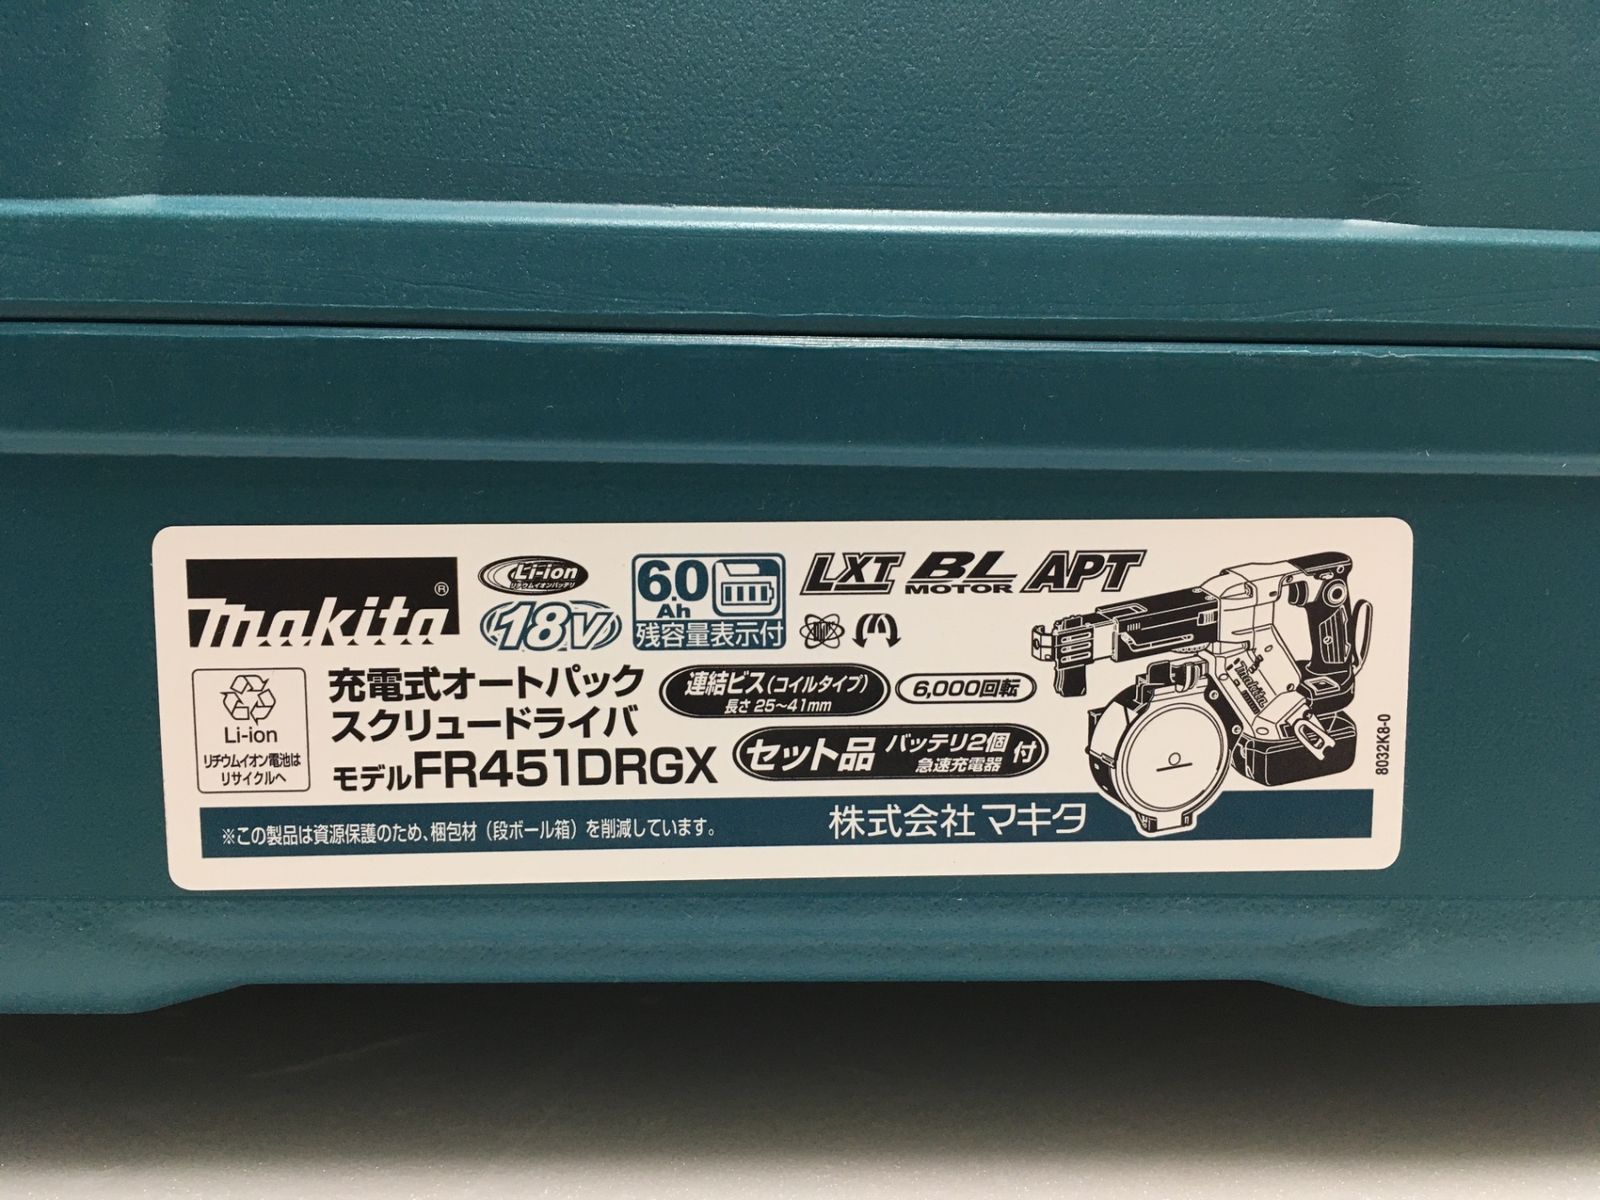 makita®
Li-ion
リチウムイオンバッテリ
18V
6.0
Ah
残容量表示付
LXT BL MOTOR APT
Li-ion
リチウムイオン電池は
リサイクルへ
充電式オートパック
スクリュードライバ
モデルFR451DRGX
連結ビス(コイルタイプ)
長さ 25〜41mm
6,000回転
セット品 バッテリ2個 急速充電器 付
※この製品は資源保護のため、梱包材(段ボール箱)を削減しています。
株式会社 マキタ
makita
8032K8-0